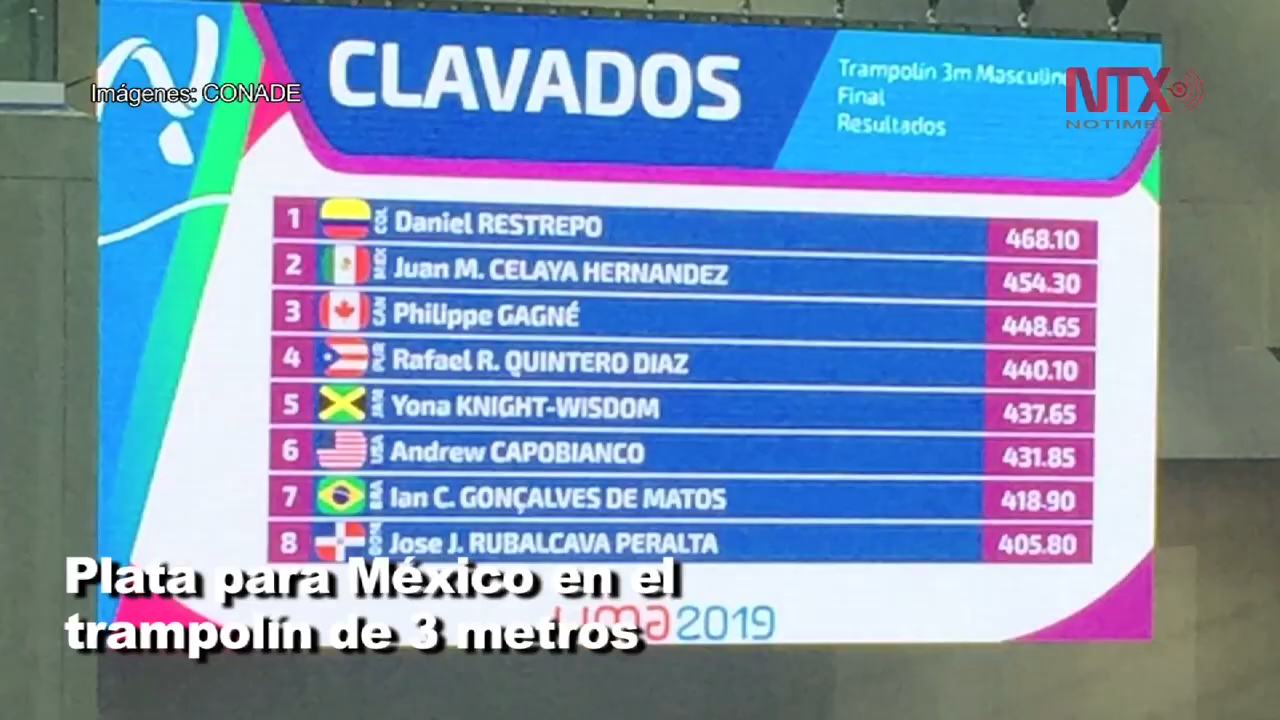 Imágenes: CONADE
CLAVADOS
Trampolín 3m Masculino
Final
Resultados
NTX
NOTIMEX
1 COL Daniel RESTREPO 468.10
2 MEX Juan M. CELAYA HERNANDEZ 454.30
3 CAN Philippe GAGNÉ 448.65
4 PUR Rafael R. QUINTERO DIAZ 440.10
5 JAM Yona KNIGHT-WISDOM 437.65
6 USA Andrew CAPOBIANCO 431.85
7 BRA Ian C. GONÇALVES DE MATOS 418.90
8 DOM Jose J. RUBALCAVA PERALTA 405.80
Plata para México en el
trampolín de 3 metros
Lima 2019